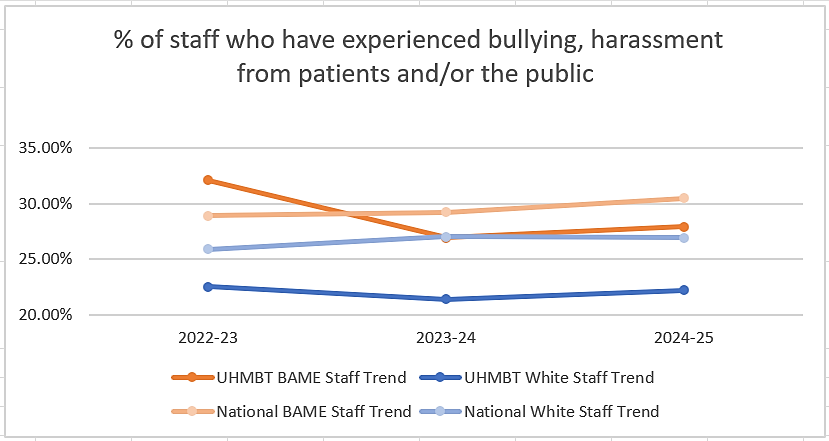 % of staff who have experienced bullying, harassment
from patients and/or the public
35.00%
30.00%
25.00%
20.00%
2022-23 2023-24 2024-25
UHMBT BAME Staff Trend UHMBT White Staff Trend
National BAME Staff Trend National White Staff Trend